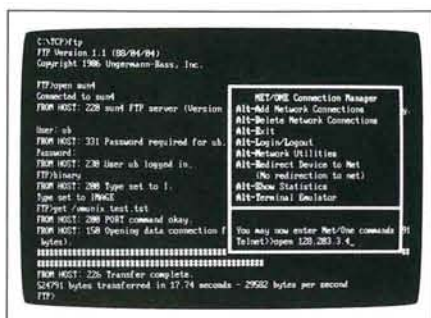 C:\TCP>ftp
FTP Version 1.1 (88/04/04)
Copyright 1986 Ungermann-Bass, Inc.
FTP>open sun4
Connected to sun4
FROM HOST: 220 sun4 FTP server (Version
y.
User: ub
FROM HOST: 331 Password required for ub.
Password:
FROM HOST: 230 User ub logged in.
FTP>binary
FROM HOST: 200 Type set to I.
Type set to IMAGE
FTP>get /vmunix test.txt
FROM HOST: 200 PORT command okay.
FROM HOST: 150 Opening data connection f
91
bytes).
FROM HOST: 226 Transfer complete.
524791 bytes transferred in 17.74 seconds - 29582 bytes per second
FTP>
NET/ONE Connection Manager
Alt-Add Network Connections
Alt-Delete Network Connections
Alt-Exit
Alt-Login/Logout
Alt-Network Utilities
Alt-Redirect Device to Net
(No redirection to net)
Alt-Show Statistics
Alt-Terminal Emulator
You may now enter Net/One commands
Telnet>>open 128.203.3.4_